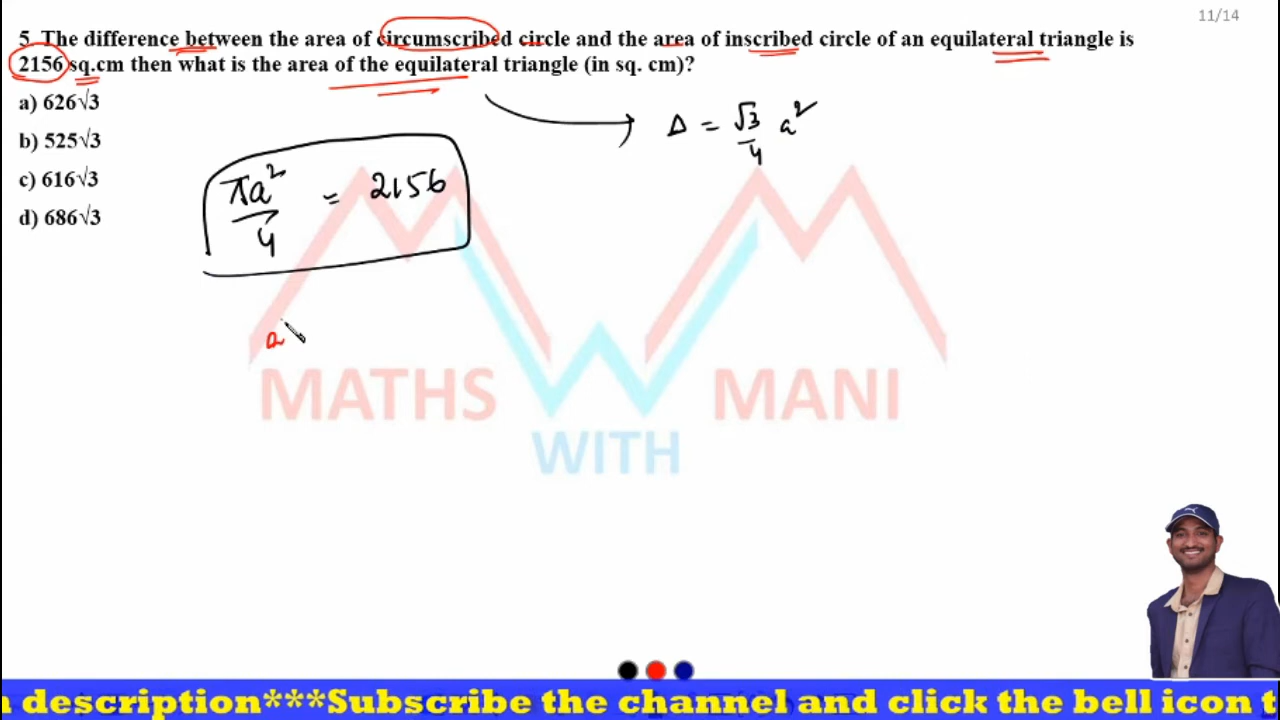 11/14
5. The difference between the area of circumscribed circle and the area of inscribed circle of an equilateral triangle is
2156 sq.cm then what is the area of the equilateral triangle (in sq. cm)?
a) 626√3
b) 525√3
c) 616√3
d) 686√3
Δ = √3/4 a²
πa²/4 = 2156
a
MATHS
WITH
MANI
description***Subscribe the channel and click the bell icon t